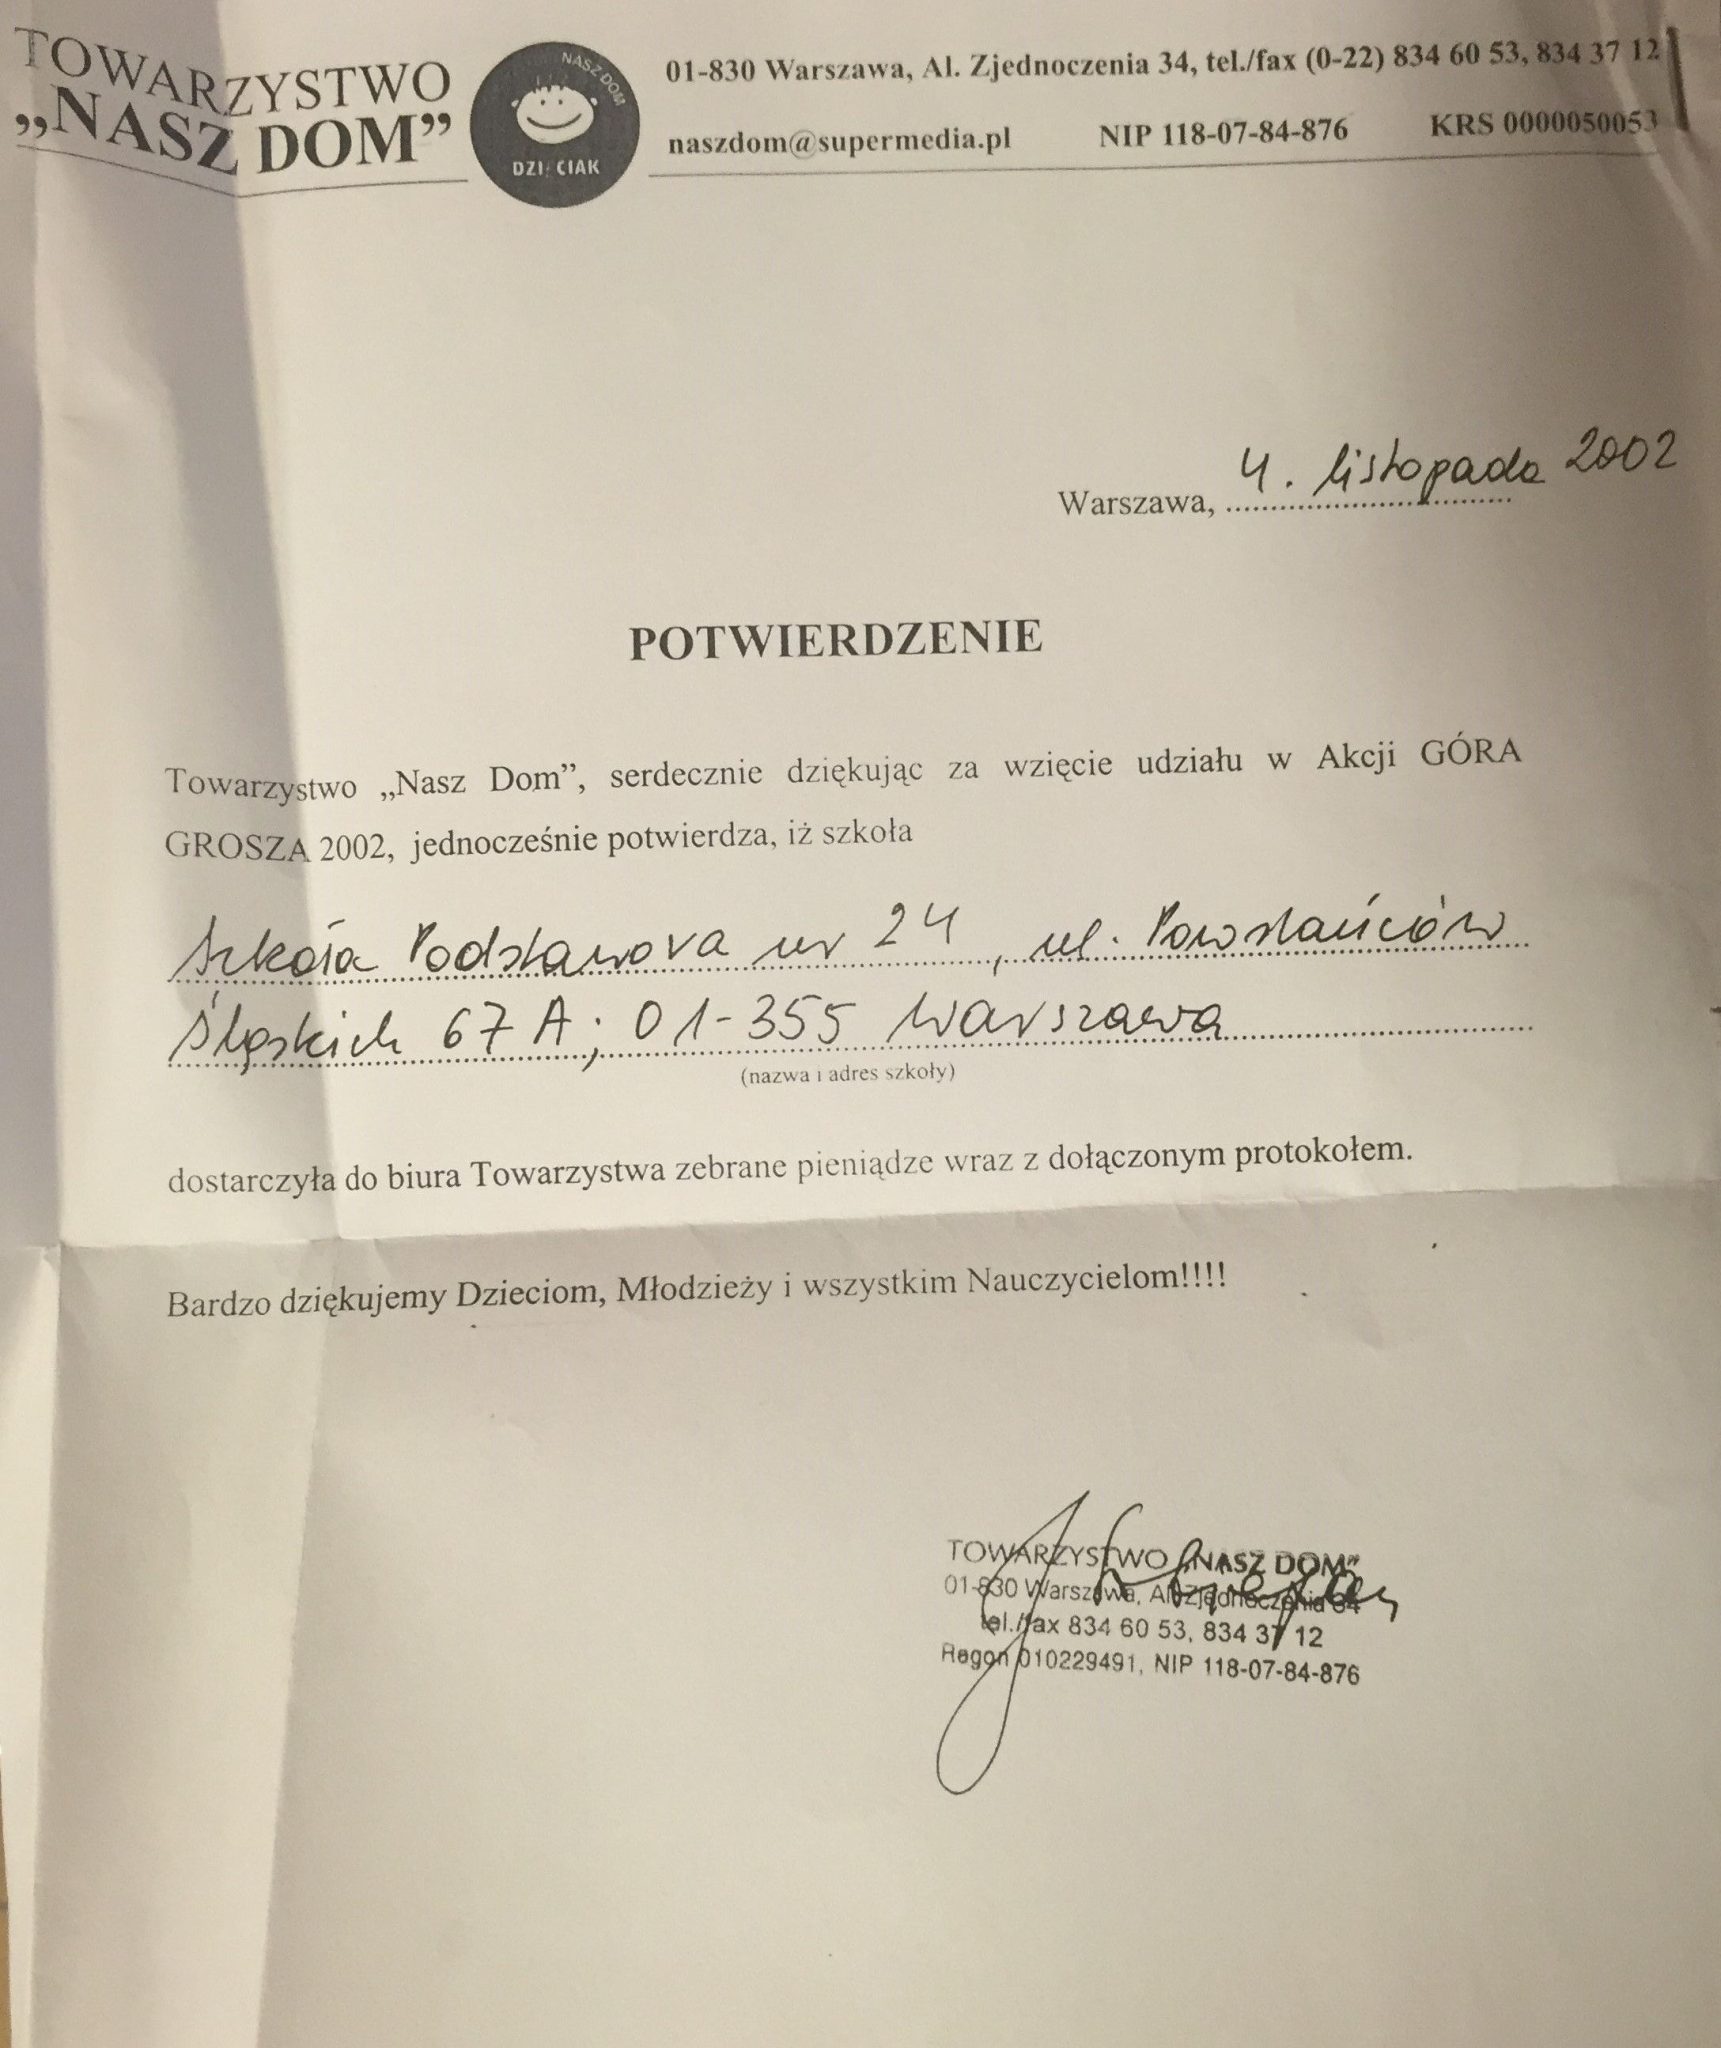 TOWARZYSTWO
„NASZ DOM”
NASZ DOM
DZIECIAK
01-830 Warszawa, Al. Zjednoczenia 34, tel./fax (0-22) 834 60 53, 834 37 12
naszdom@supermedia.pl NIP 118-07-84-876 KRS 0000050053
Warszawa, 4. listopada 2002
POTWIERDZENIE
Towarzystwo „Nasz Dom”, serdecznie dziękując za wzięcie udziału w Akcji GÓRA
GROSZA 2002, jednocześnie potwierdza, iż szkoła
Szkoła Podstawowa nr 24, ul. Powstańców
Śląskich 67 A; 01-355 Warszawa
(nazwa i adres szkoły)
dostarczyła do biura Towarzystwa zebrane pieniądze wraz z dołączonym protokołem.
Bardzo dziękujemy Dzieciom, Młodzieży i wszystkim Nauczycielom!!!!
TOWARZYSTWO „NASZ DOM”
01-830 Warszawa, Al. Zjednoczenia 34
tel./fax 834 60 53, 834 37 12
Regon 010229491, NIP 118-07-84-876